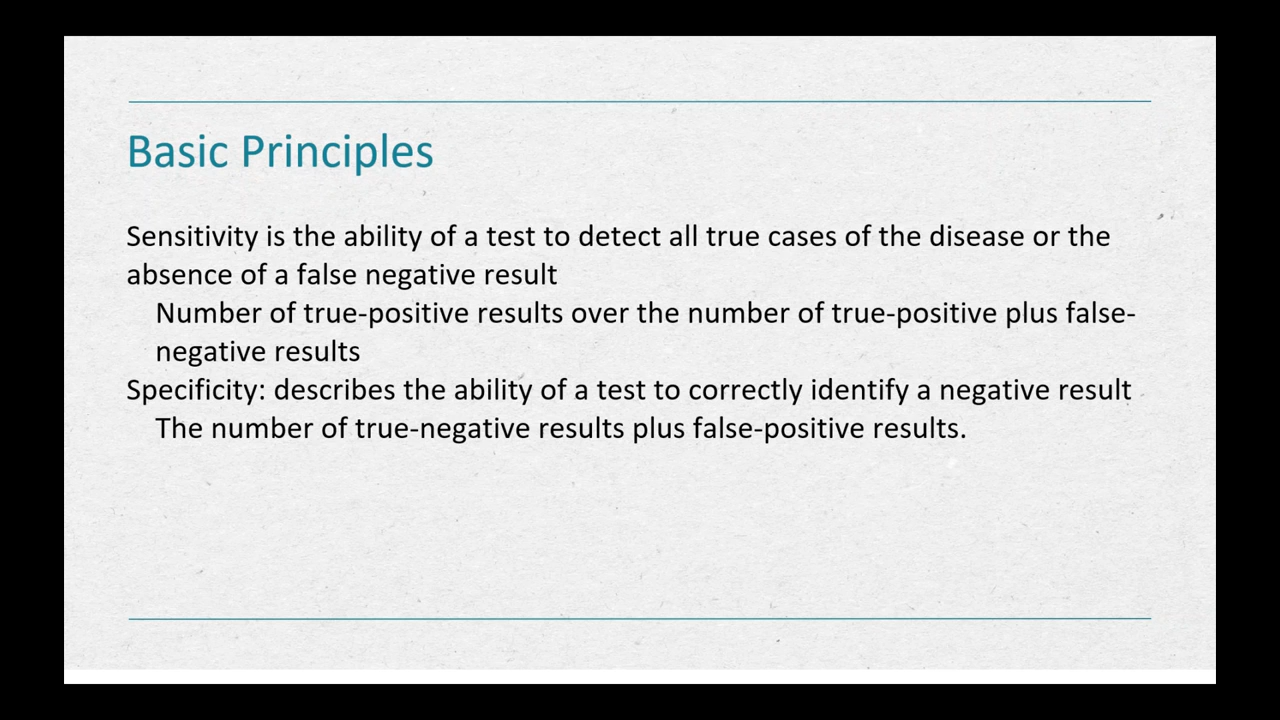 Basic Principles
Sensitivity is the ability of a test to detect all true cases of the disease or the
absence of a false negative result
Number of true-positive results over the number of true-positive plus false-
negative results
Specificity: describes the ability of a test to correctly identify a negative result
The number of true-negative results plus false-positive results.